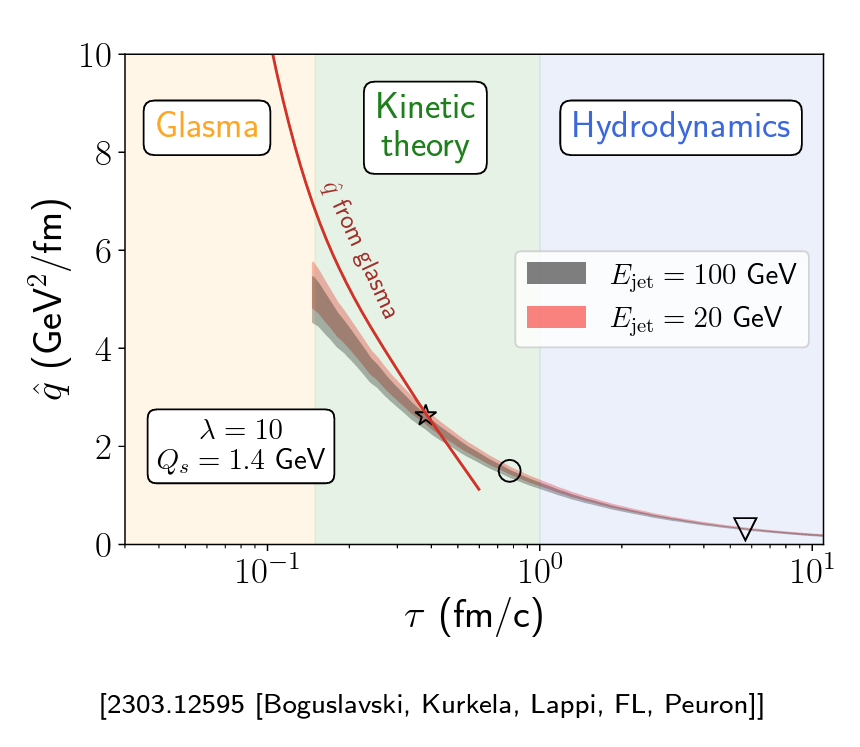 10
8
6
4
2
0
q̂ (GeV²/fm)
Glasma
Kinetic
theory
Hydrodynamics
q̂ from glasma
E_jet = 100 GeV
E_jet = 20 GeV
λ = 10
Q_s = 1.4 GeV
10⁻¹
10⁰
10¹
τ (fm/c)
[2303.12595 [Boguslavski, Kurkela, Lappi, FL, Peuron]]